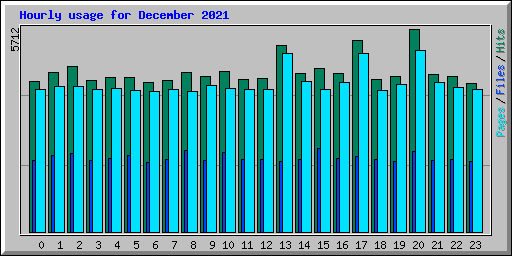 Hourly usage for December 2021
5712
Pages/Files/Hits
0 1 2 3 4 5 6 7 8 9 10 11 12 13 14 15 16 17 18 19 20 21 22 23